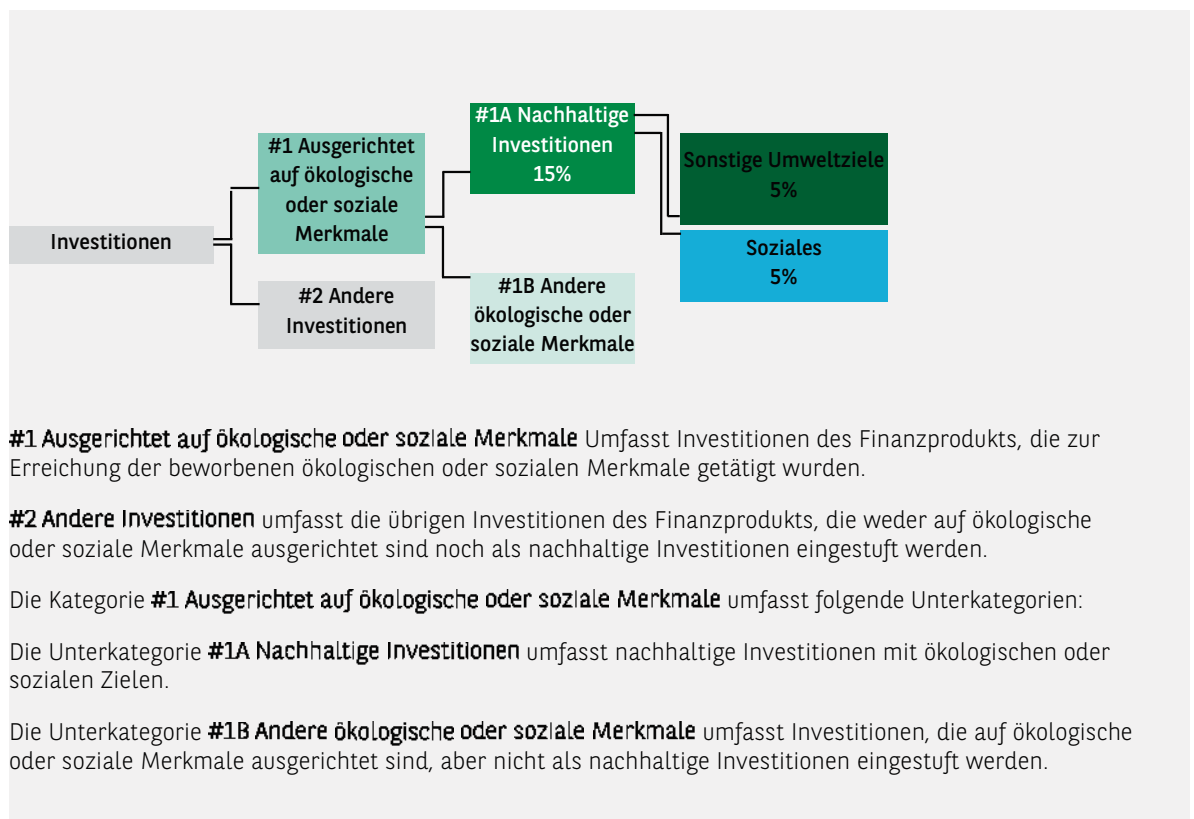 #1A Nachhaltige
Investitionen
15%
#1 Ausgerichtet
auf ökologische
oder soziale
Merkmale
Sonstige Umweltziele
5%
Investitionen
Soziales
5%
#2 Andere
Investitionen
#1B Andere
ökologische oder
soziale Merkmale
#1 Ausgerichtet auf ökologische oder soziale Merkmale Umfasst Investitionen des Finanzprodukts, die zur
Erreichung der beworbenen ökologischen oder sozialen Merkmale getätigt wurden.
#2 Andere Investitionen umfasst die übrigen Investitionen des Finanzprodukts, die weder auf ökologische
oder soziale Merkmale ausgerichtet sind noch als nachhaltige Investitionen eingestuft werden.
Die Kategorie #1 Ausgerichtet auf ökologische oder soziale Merkmale umfasst folgende Unterkategorien:
Die Unterkategorie #1A Nachhaltige Investitionen umfasst nachhaltige Investitionen mit ökologischen oder
sozialen Zielen.
Die Unterkategorie #1B Andere ökologische oder soziale Merkmale umfasst Investitionen, die auf ökologische
oder soziale Merkmale ausgerichtet sind, aber nicht als nachhaltige Investitionen eingestuft werden.